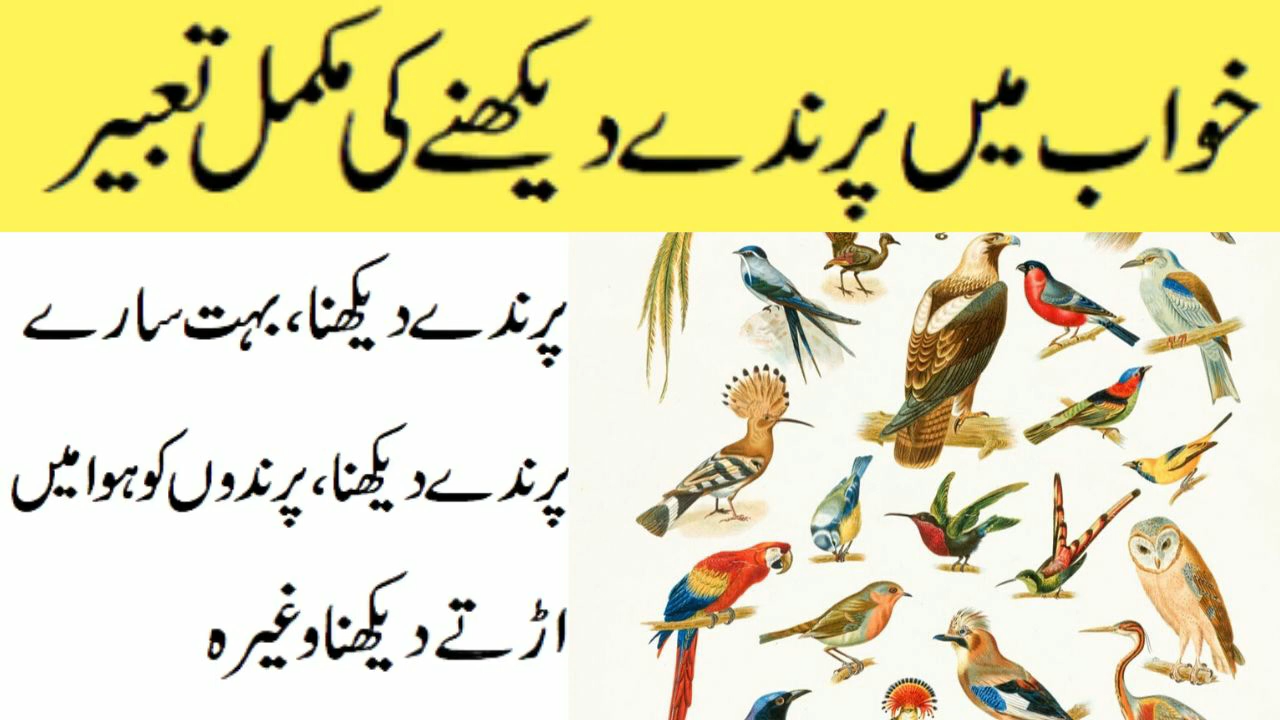 خواب میں پرندے دیکھنے کی مکمل تعبیر
پرندے دیکھنا، بہت سارے
پرندے دیکھنا، پرندوں کو ہوا میں
اڑتے دیکھنا وغیرہ